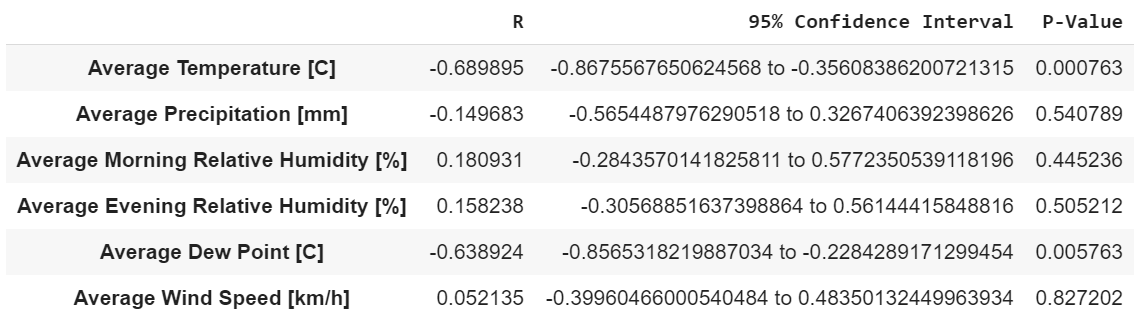 R 95% Confidence Interval P-Value
Average Temperature [C] -0.689895 -0.8675567650624568 to -0.35608386200721315 0.000763
Average Precipitation [mm] -0.149683 -0.5654487976290518 to 0.3267406392398626 0.540789
Average Morning Relative Humidity [%] 0.180931 -0.2843570141825811 to 0.5772350539118196 0.445236
Average Evening Relative Humidity [%] 0.158238 -0.30568851637398864 to 0.56144415848816 0.505212
Average Dew Point [C] -0.638924 -0.8565318219887034 to -0.2284289171299454 0.005763
Average Wind Speed [km/h] 0.052135 -0.39960466000540484 to 0.48350132449963934 0.827202